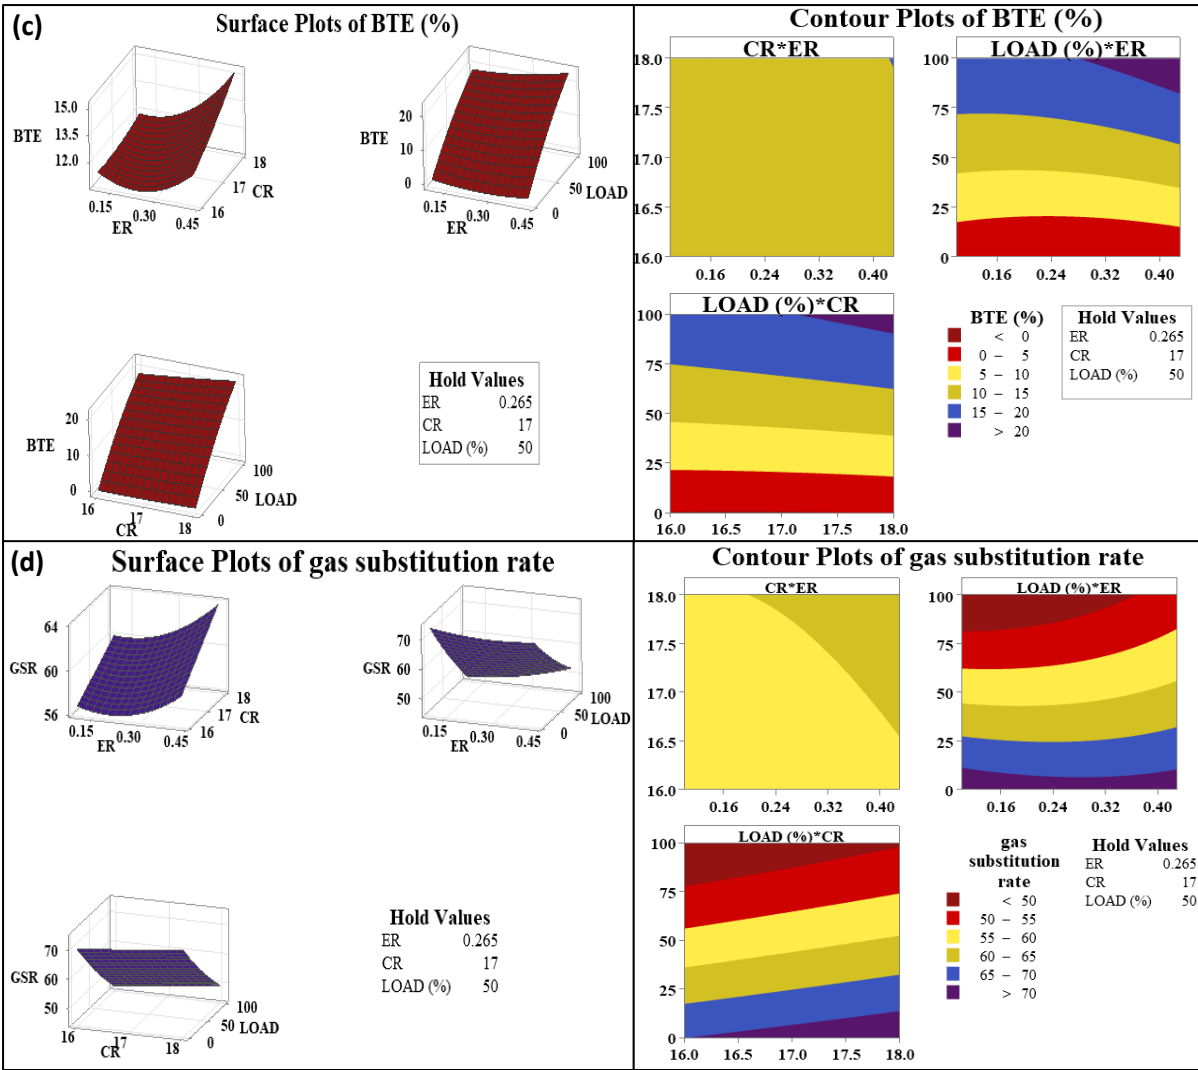 (c)
Surface Plots of BTE (%)
15.0
13.5
12.0
BTE
0.15
0.30
0.45
ER
16
17
18
CR
20
10
0
BTE
0.15
0.30
0.45
ER
0
50
100
LOAD
20
10
0
BTE
16
17
18
CR
0
50
100
LOAD
Hold Values
ER 0.265
CR 17
LOAD (%) 50
Contour Plots of BTE (%)
CR*ER
18.0
17.5
17.0
16.5
16.0
0.16 0.24 0.32 0.40
LOAD (%)*ER
100
75
50
25
0
0.16 0.24 0.32 0.40
LOAD (%)*CR
100
75
50
25
0
16.0 16.5 17.0 17.5 18.0
BTE (%)
< 0
0 – 5
5 – 10
10 – 15
15 – 20
> 20
Hold Values
ER 0.265
CR 17
LOAD (%) 50
(d)
Surface Plots of gas substitution rate
64
60
56
GSR
0.15
0.30
0.45
ER
16
17
18
CR
70
60
50
GSR
0.15
0.30
0.45
ER
0
50
100
LOAD
70
60
50
GSR
16
17
18
CR
0
50
100
LOAD
Hold Values
ER 0.265
CR 17
LOAD (%) 50
Contour Plots of gas substitution rate
CR*ER
18.0
17.5
17.0
16.5
16.0
0.16 0.24 0.32 0.40
LOAD (%)*ER
100
75
50
25
0
0.16 0.24 0.32 0.40
LOAD (%)*CR
100
75
50
25
0
16.0 16.5 17.0 17.5 18.0
gas
substitution
rate
< 50
50 – 55
55 – 60
60 – 65
65 – 70
> 70
Hold Values
ER 0.265
CR 17
LOAD (%) 50